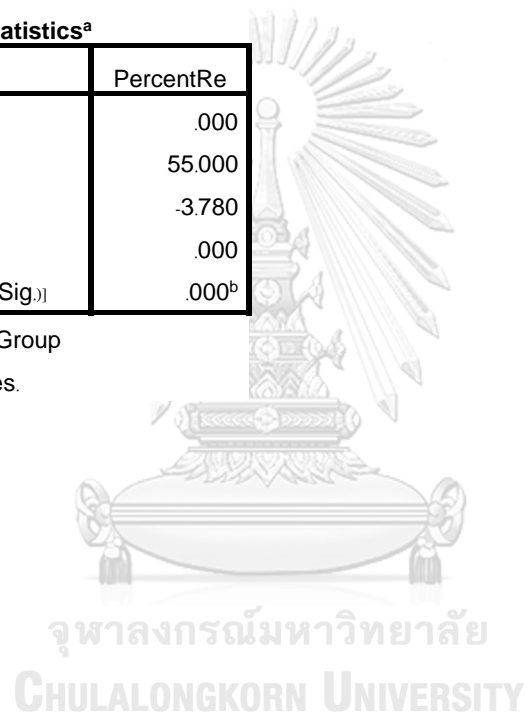 atisticsᵃ
PercentRe
.000
55.000
-3.780
.000
Sig.)] .000ᵇ
Group
es.
จุฬาลงกรณ์มหาวิทยาลัย
CHULALONGKORN UNIVERSITY